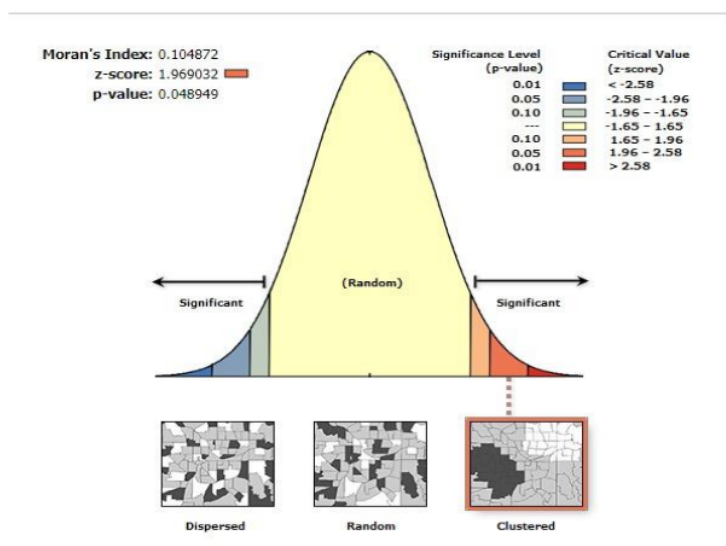 Moran's Index: 0.104872
z-score: 1.969032
p-value: 0.048949
Significance Level
(p-value)
Critical Value
(z-score)
0.01 < -2.58
0.05 -2.58 – -1.96
0.10 -1.96 – -1.65
--- -1.65 – 1.65
0.10 1.65 – 1.96
0.05 1.96 – 2.58
0.01 > 2.58
(Random)
Significant
Significant
Dispersed
Random
Clustered